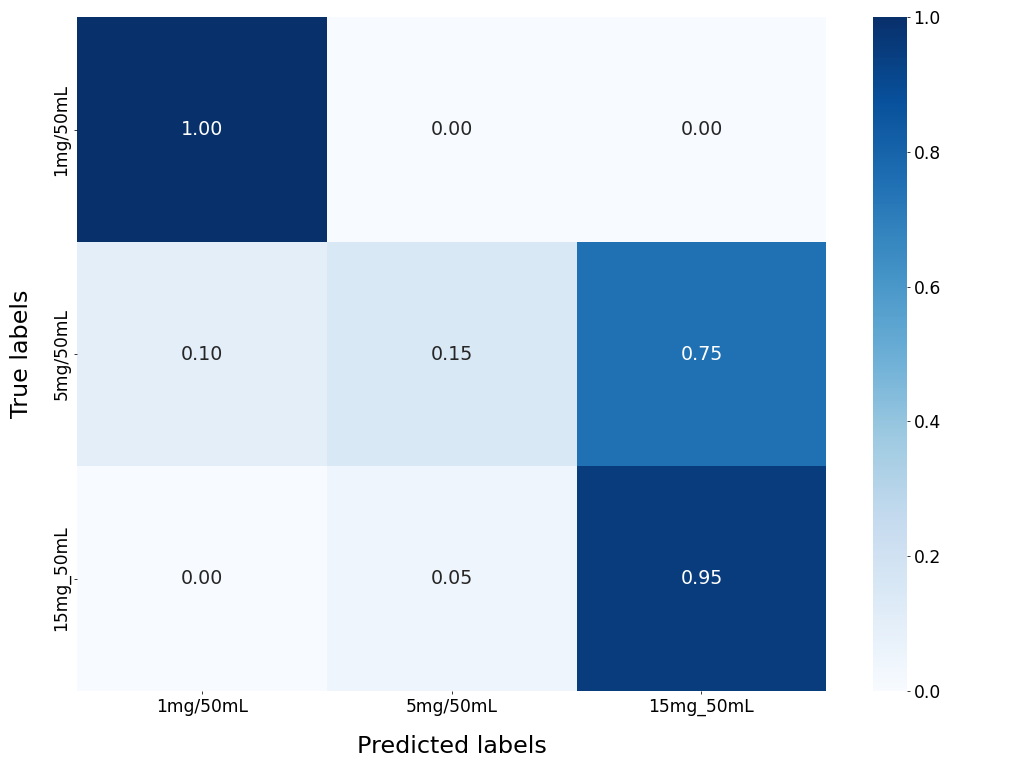 True labels
1mg/50mL
5mg/50mL
15mg_50mL
1.00 0.00 0.00
0.10 0.15 0.75
0.00 0.05 0.95
1mg/50mL 5mg/50mL 15mg_50mL
Predicted labels
1.0
0.8
0.6
0.4
0.2
0.0